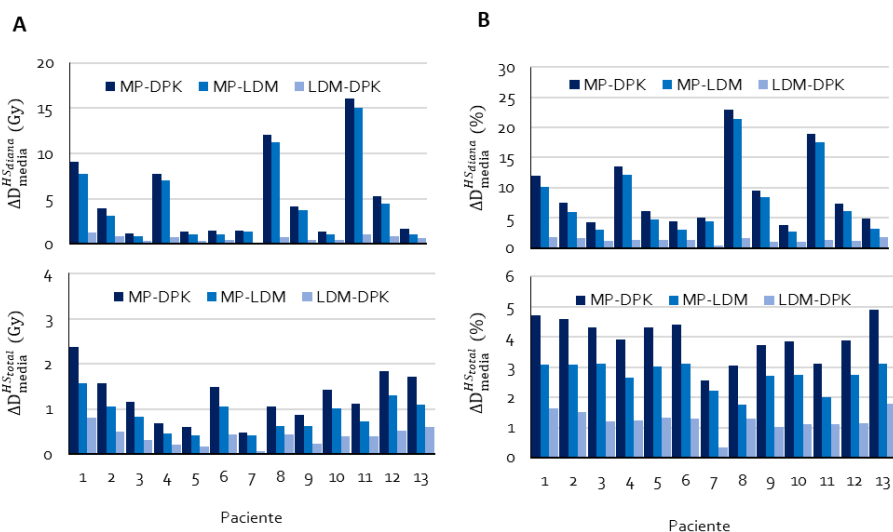 A
20
15
10
5
0
MP-DPK MP-LDM LDM-DPK
ΔD^{HS_{diana}}_{media} (Gy)
4
3
2
1
0
MP-DPK MP-LDM LDM-DPK
ΔD^{HS_{total}}_{media} (Gy)
1 2 3 4 5 6 7 8 9 10 11 12 13
Paciente
B
30
25
20
15
10
5
0
MP-DPK MP-LDM LDM-DPK
ΔD^{HS_{diana}}_{media} (%)
6
5
4
3
2
1
0
MP-DPK MP-LDM LDM-DPK
ΔD^{HS_{total}}_{media} (%)
1 2 3 4 5 6 7 8 9 10 11 12 13
Paciente